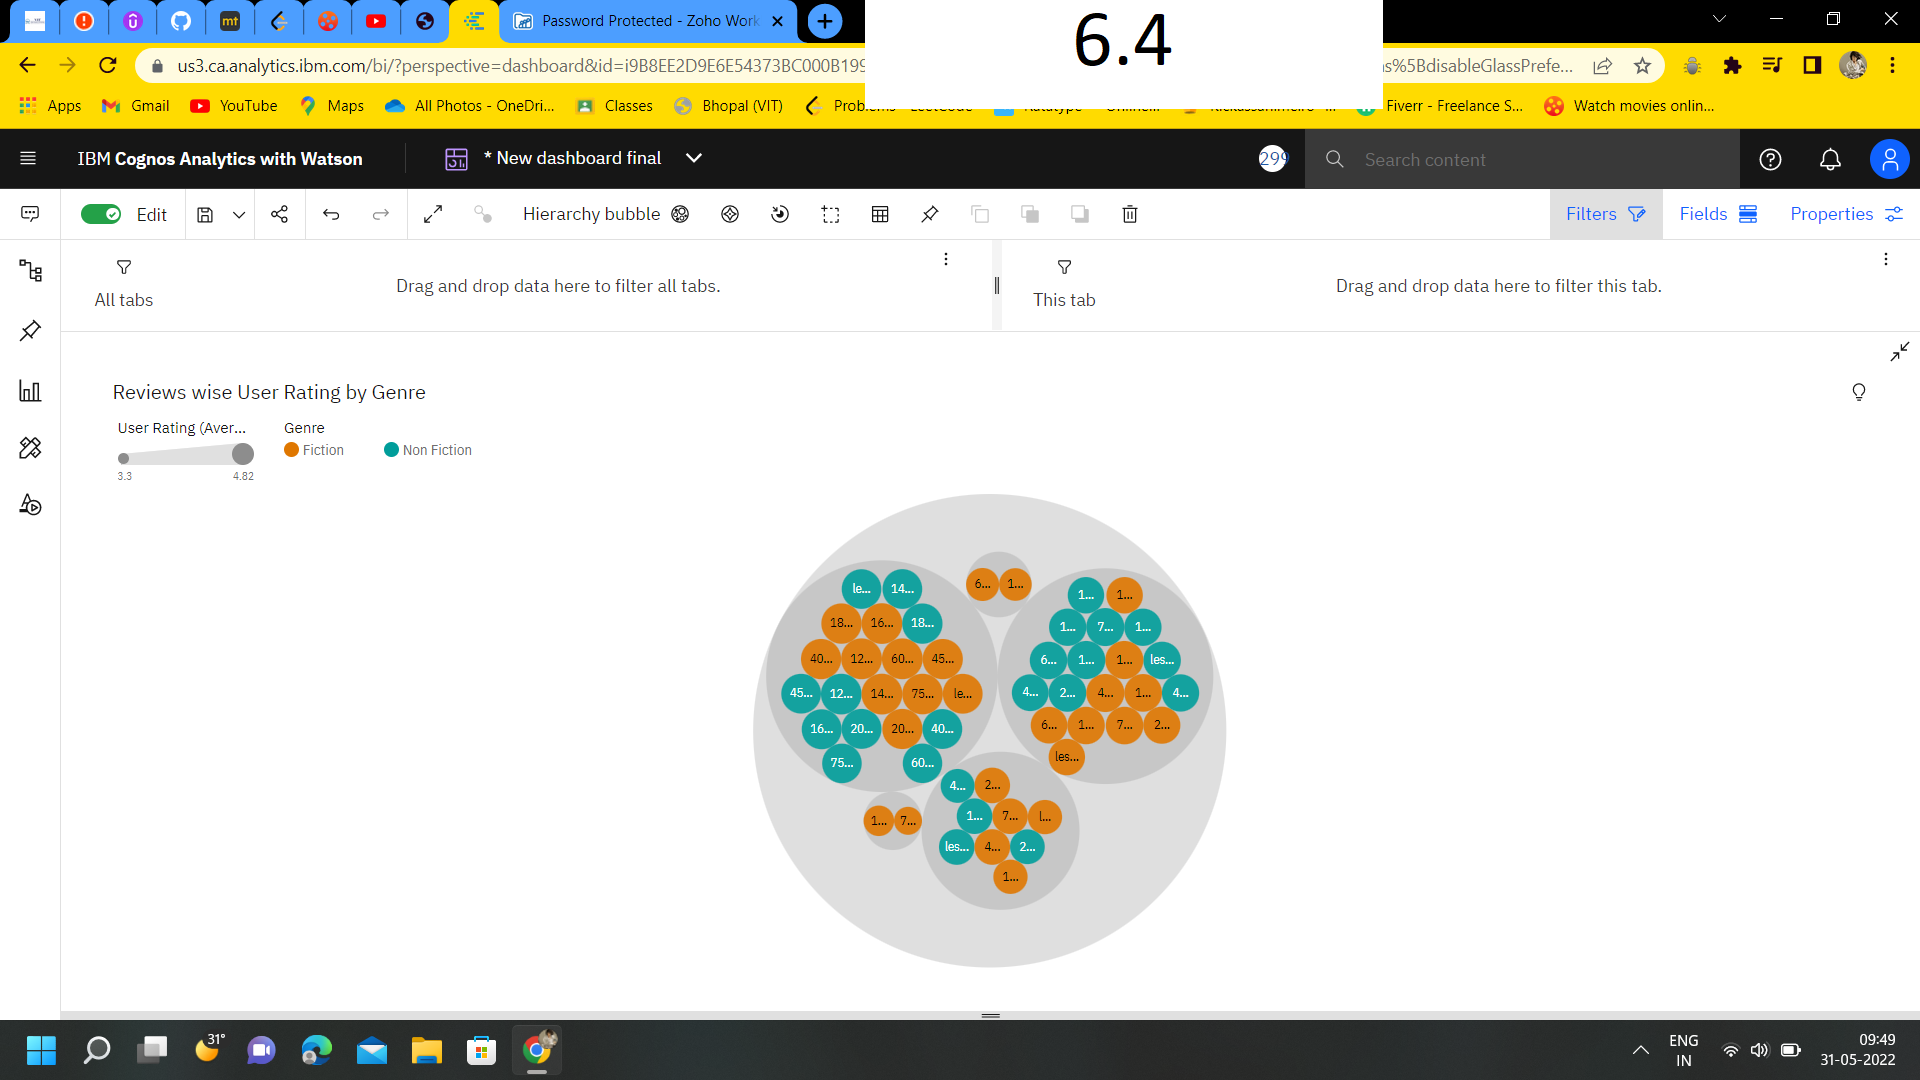 Password Protected - Zoho Work
6.4
us3.ca.analytics.ibm.com/bi/?perspective=dashboard&id=i9B8EE2D9E6E54373BC000B199
s%5BdisableGlassPrefe...
Apps
Gmail
YouTube
Maps
All Photos - OneDri...
Classes
Bhopal (VIT)
Fiverr - Freelance S...
Watch movies onlin...
IBM Cognos Analytics with Watson
* New dashboard final
299
Search content
Edit
Hierarchy bubble
Filters
Fields
Properties
All tabs
Drag and drop data here to filter all tabs.
This tab
Drag and drop data here to filter this tab.
Reviews wise User Rating by Genre
User Rating (Aver...
Genre
Fiction
Non Fiction
3.3
4.82
le... 14...
18... 16... 18...
40... 12... 60... 45...
45... 12... 14... 75... le...
16... 20... 20... 40...
75... 60...
6... 1...
1... 1...
1... 7... 1...
6... 1... 1... les...
4... 2... 4... 1... 4...
6... 1... 7... 2...
les...
4... 2...
1... 7... l...
les... 4... 2...
1...
1... 7...
31°
ENG
IN
09:49
31-05-2022